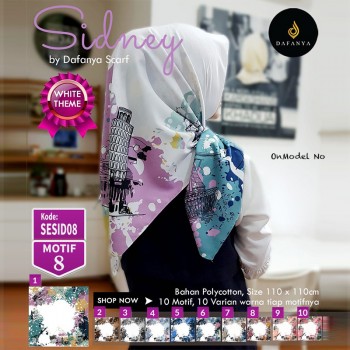 Sidney
by Dafanya Scarf
DAFANYA
WHITE
THEME
OnModel No
Kode:
SESID08
MOTIF
8
Bahan Polycotton, Size 110 x 110cm
SHOP NOW
10 Motif, 10 Varian warna tiap motifnya
1
2
3
4
5
6
7
8
9
10